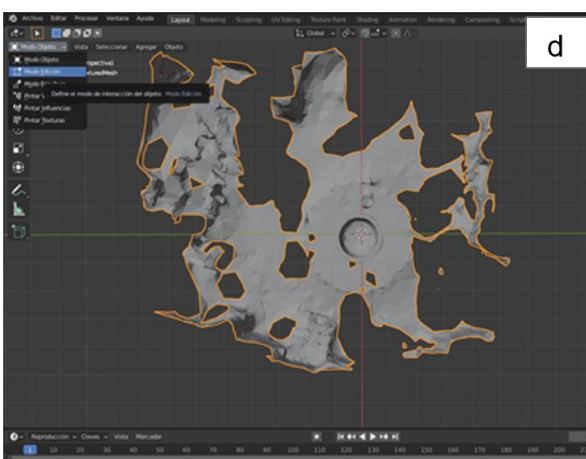 Archivo Editar Procesar Ventana Ayuda Layout Modeling Sculpting UV Editing Texture Paint Shading Animation Rendering Compositing
d
Global
Modo Objeto Vista Seleccionar Agregar Objeto
Modo Objeto
Modo Edición
Define el modo de interacción del objeto: Modo Edición
Pintar Influencias
Pintar Texturas
Reproducción Claves Vista Marcador
1 10 20 30 40 50 60 70 80 90 100 110 120 130 140 150 160 170 180 190 200